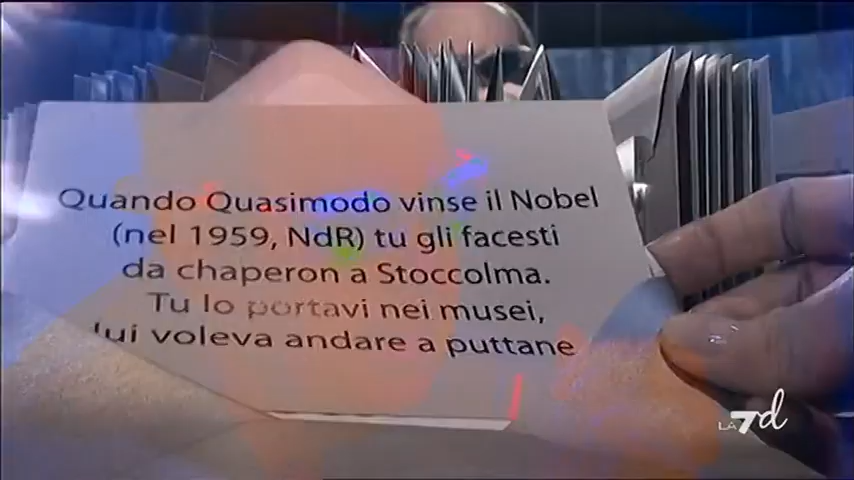 Quando Quasimodo vinse il Nobel
(nel 1959, NdR) tu gli facesti
da chaperon a Stoccolma.
Tu lo portavi nei musei,
lui voleva andare a puttane
LA7d